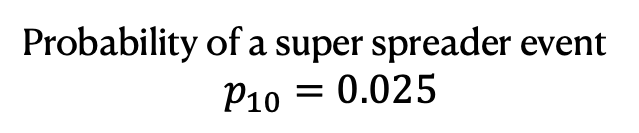 Probability of a super spreader event
p₁₀ = 0.025